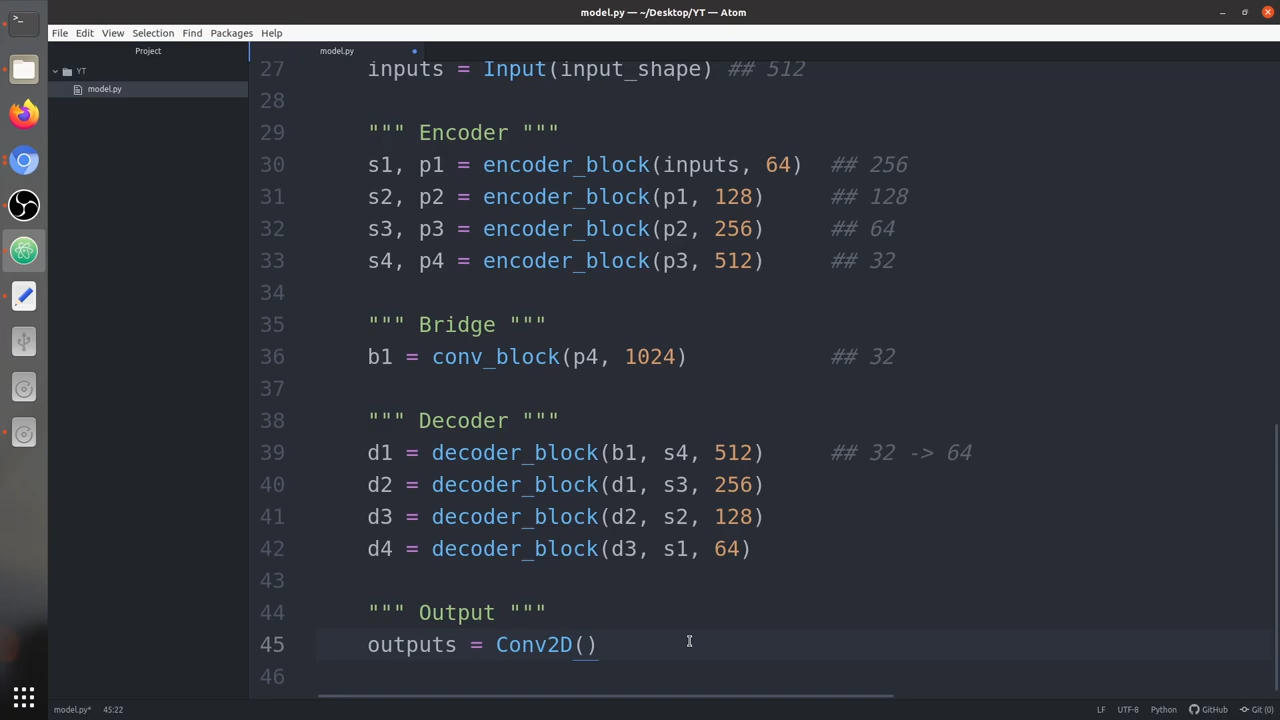 model.py — ~/Desktop/YT — Atom
File Edit View Selection Find Packages Help
Project
model.py
YT
model.py
27 inputs = Input(input_shape) ## 512
28
29 """ Encoder """
30 s1, p1 = encoder_block(inputs, 64) ## 256
31 s2, p2 = encoder_block(p1, 128) ## 128
32 s3, p3 = encoder_block(p2, 256) ## 64
33 s4, p4 = encoder_block(p3, 512) ## 32
34
35 """ Bridge """
36 b1 = conv_block(p4, 1024) ## 32
37
38 """ Decoder """
39 d1 = decoder_block(b1, s4, 512) ## 32 -> 64
40 d2 = decoder_block(d1, s3, 256)
41 d3 = decoder_block(d2, s2, 128)
42 d4 = decoder_block(d3, s1, 64)
43
44 """ Output """
45 outputs = Conv2D()
46
model.py* 45:22 LF UTF-8 Python GitHub Git (0)